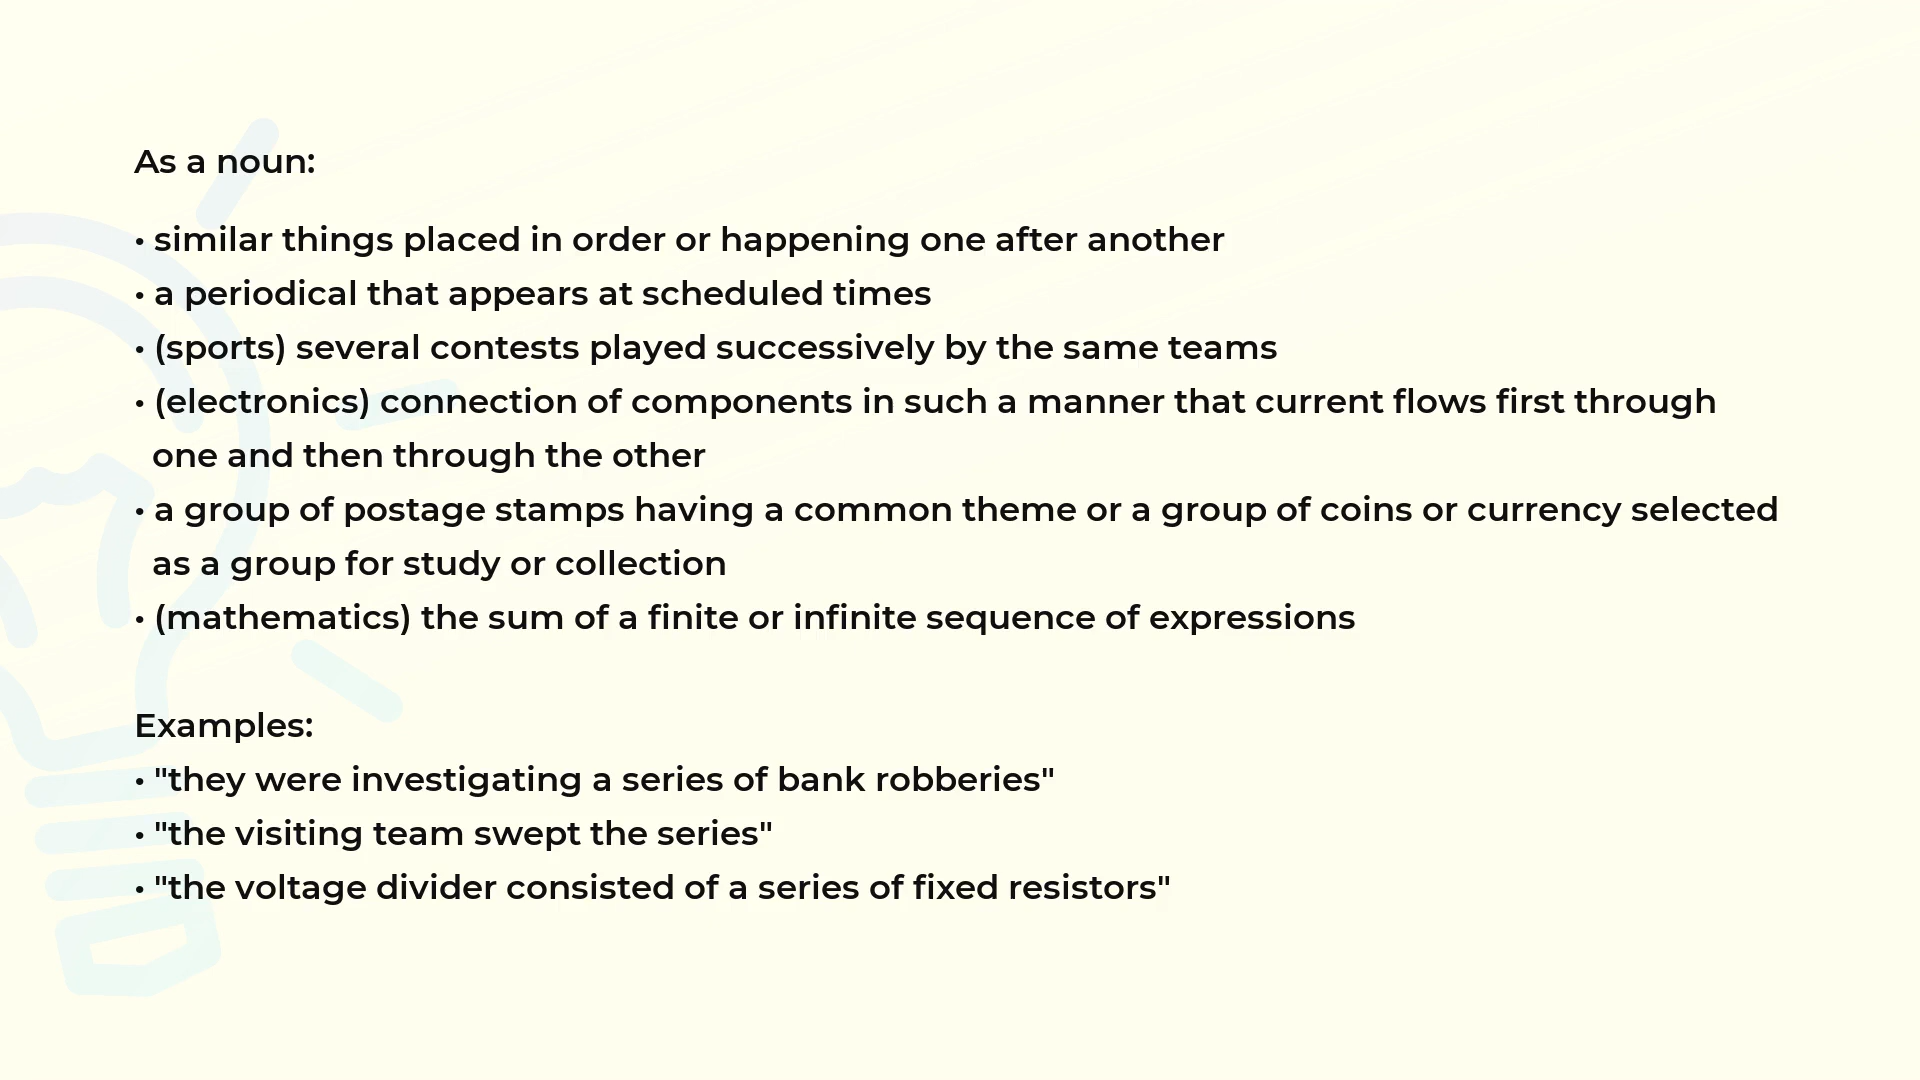 As a noun:
• similar things placed in order or happening one after another
• a periodical that appears at scheduled times
• (sports) several contests played successively by the same teams
• (electronics) connection of components in such a manner that current flows first through
one and then through the other
• a group of postage stamps having a common theme or a group of coins or currency selected
as a group for study or collection
• (mathematics) the sum of a finite or infinite sequence of expressions
Examples:
• "they were investigating a series of bank robberies"
• "the visiting team swept the series"
• "the voltage divider consisted of a series of fixed resistors"